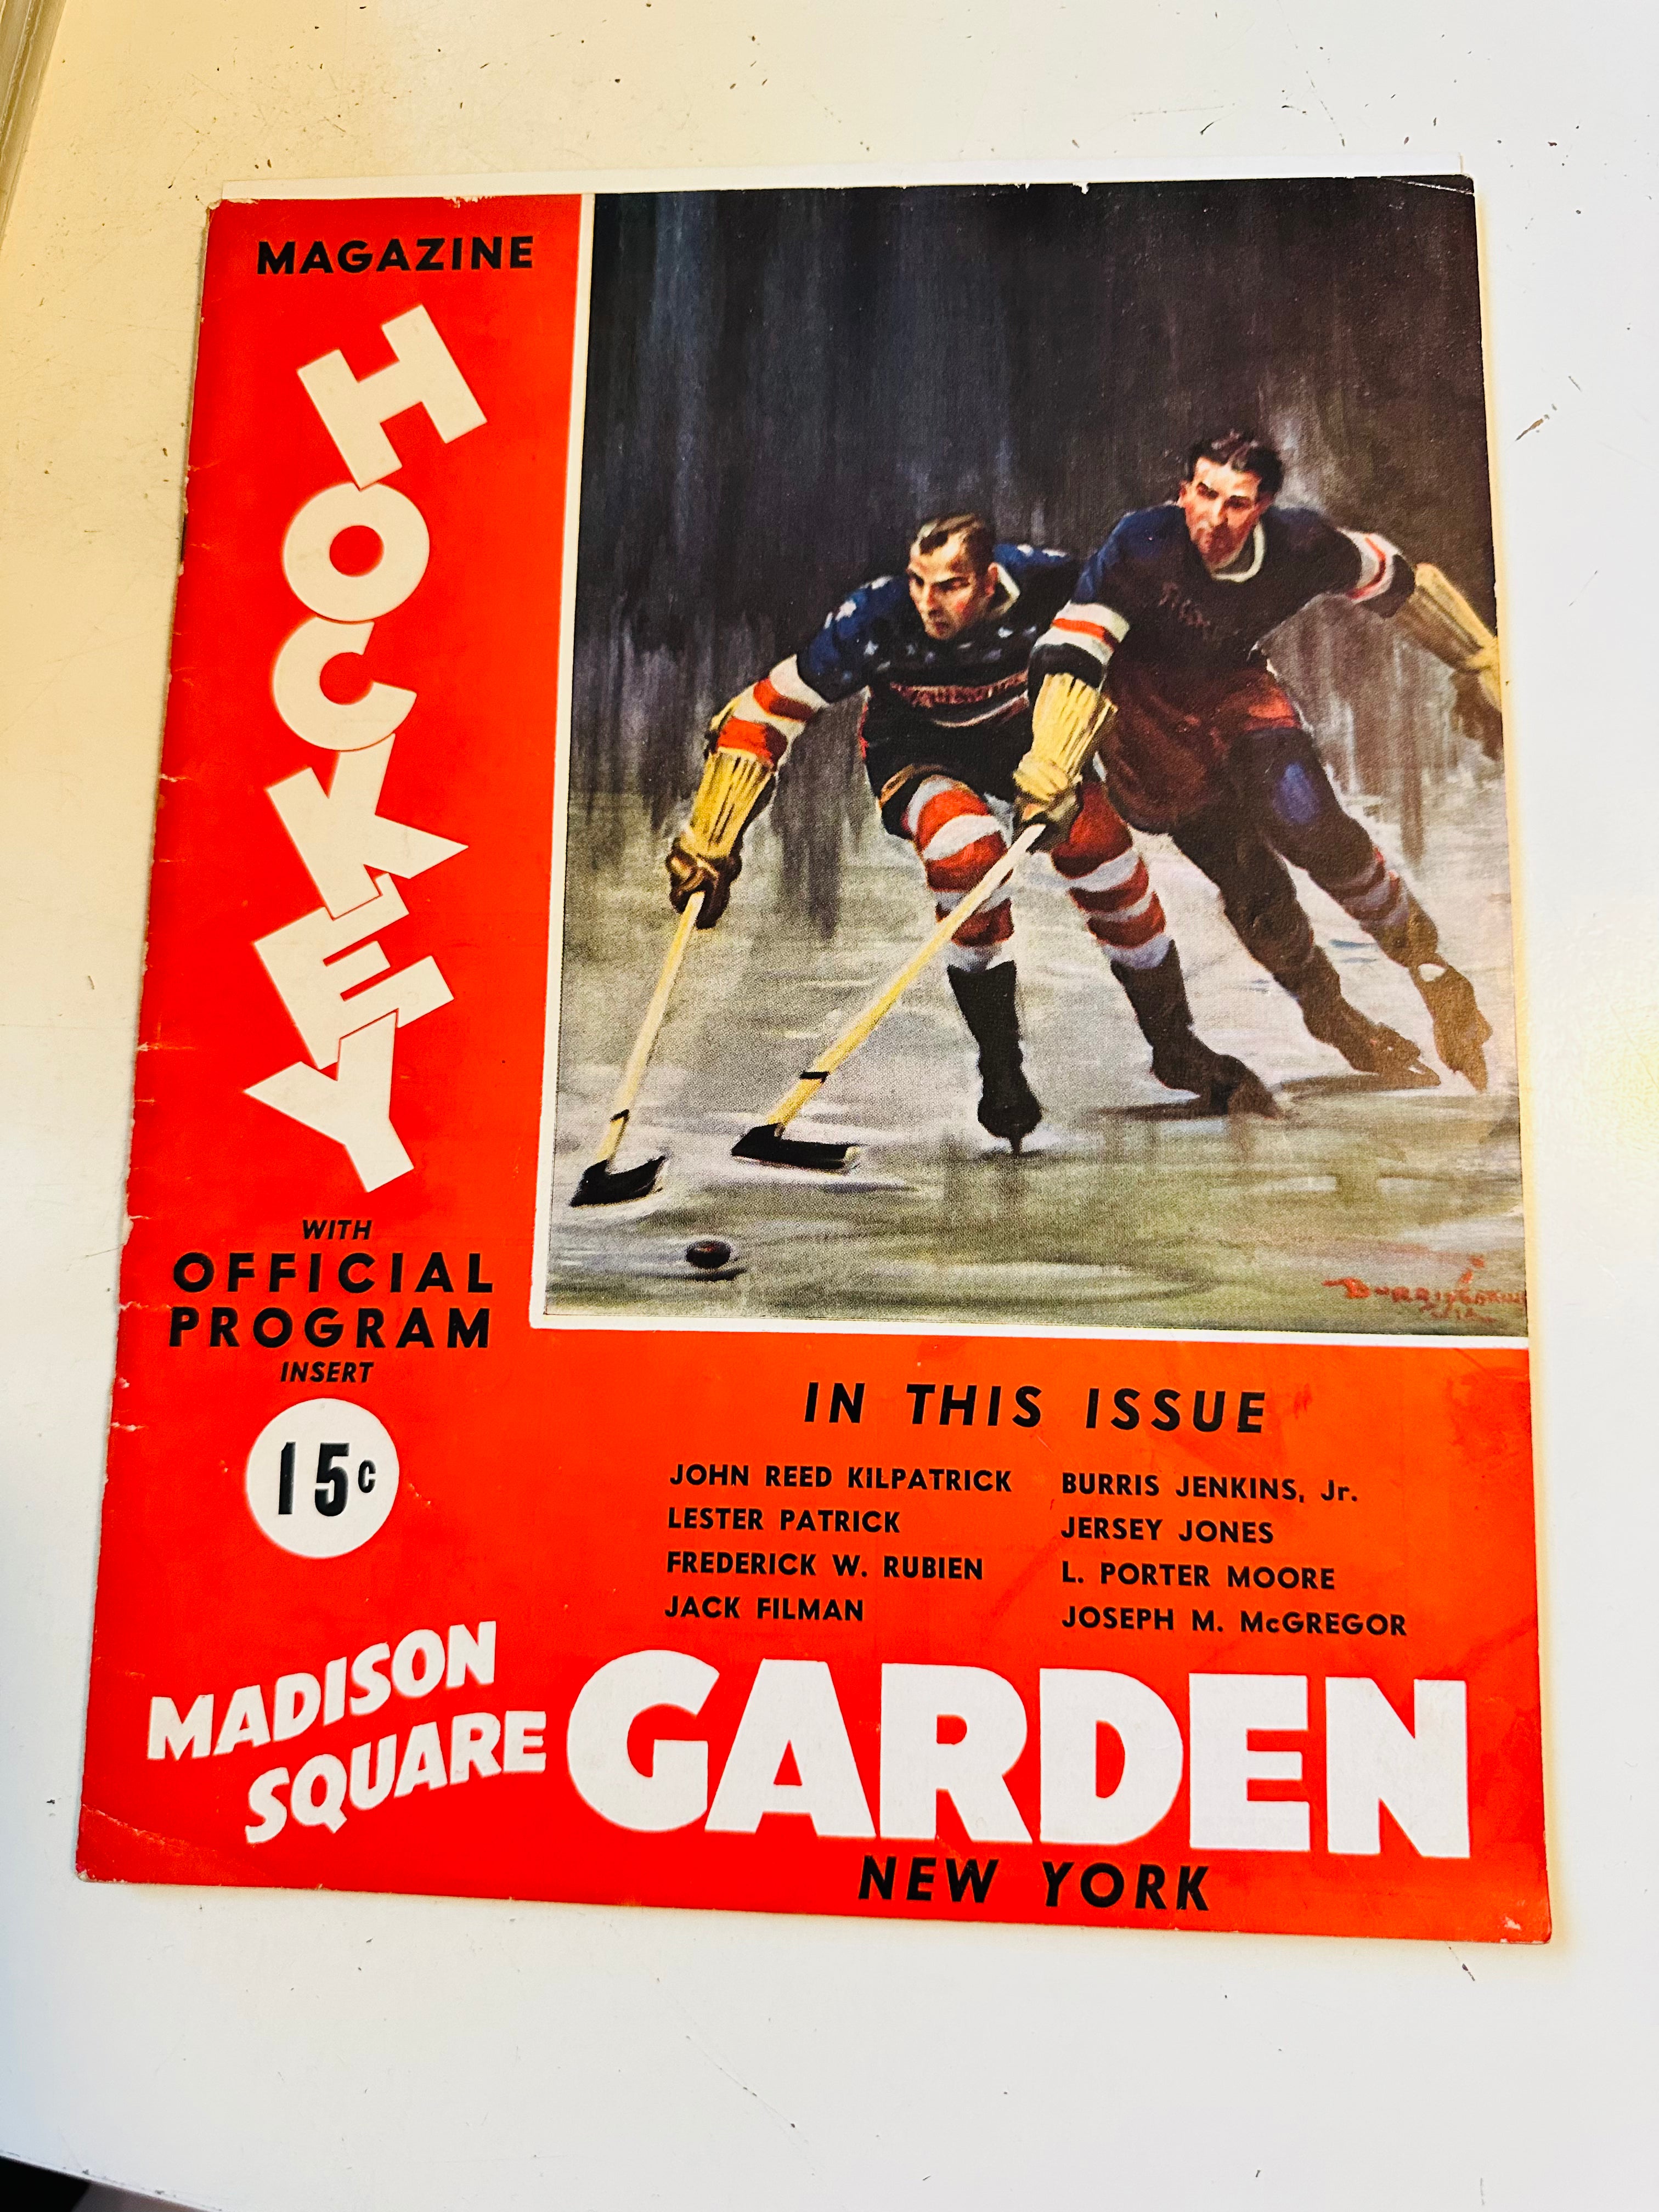 MAGAZINE
HOCKEY
WITH
OFFICIAL
PROGRAM
INSERT
15c
IN THIS ISSUE
JOHN REED KILPATRICK
LESTER PATRICK
FREDERICK W. RUBIEN
JACK FILMAN
BURRIS JENKINS, Jr.
JERSEY JONES
L. PORTER MOORE
JOSEPH M. McGREGOR
MADISON
SQUARE
GARDEN
NEW YORK